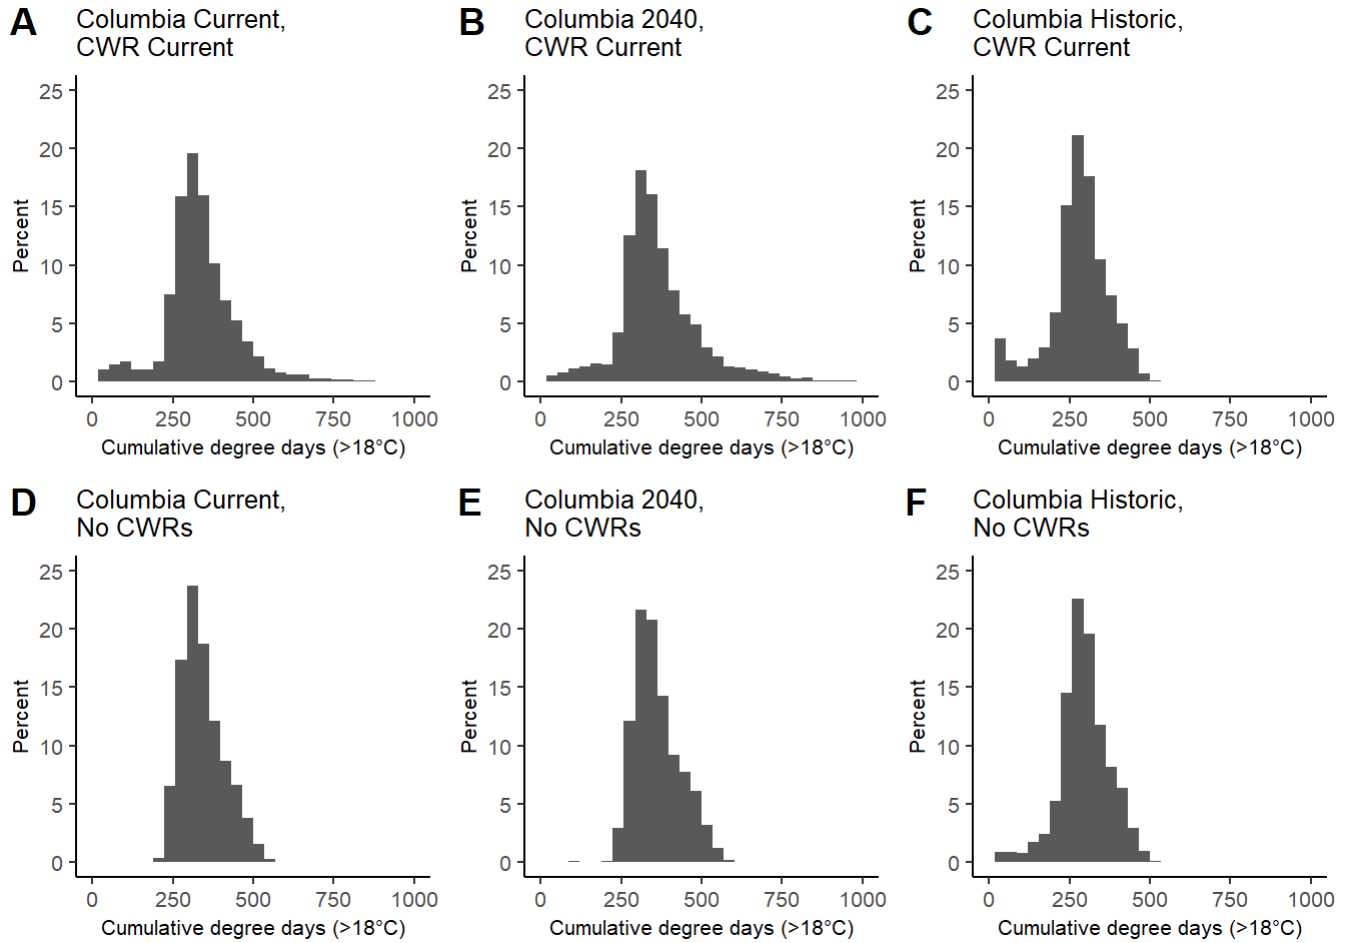 A Columbia Current,
CWR Current
25
20
15
10
5
0
Percent
0 250 500 750 1000
Cumulative degree days (>18°C)
B Columbia 2040,
CWR Current
25
20
15
10
5
0
Percent
0 250 500 750 1000
Cumulative degree days (>18°C)
C Columbia Historic,
CWR Current
25
20
15
10
5
0
Percent
0 250 500 750 1000
Cumulative degree days (>18°C)
D Columbia Current,
No CWRs
25
20
15
10
5
0
Percent
0 250 500 750 1000
Cumulative degree days (>18°C)
E Columbia 2040,
No CWRs
25
20
15
10
5
0
Percent
0 250 500 750 1000
Cumulative degree days (>18°C)
F Columbia Historic,
No CWRs
25
20
15
10
5
0
Percent
0 250 500 750 1000
Cumulative degree days (>18°C)